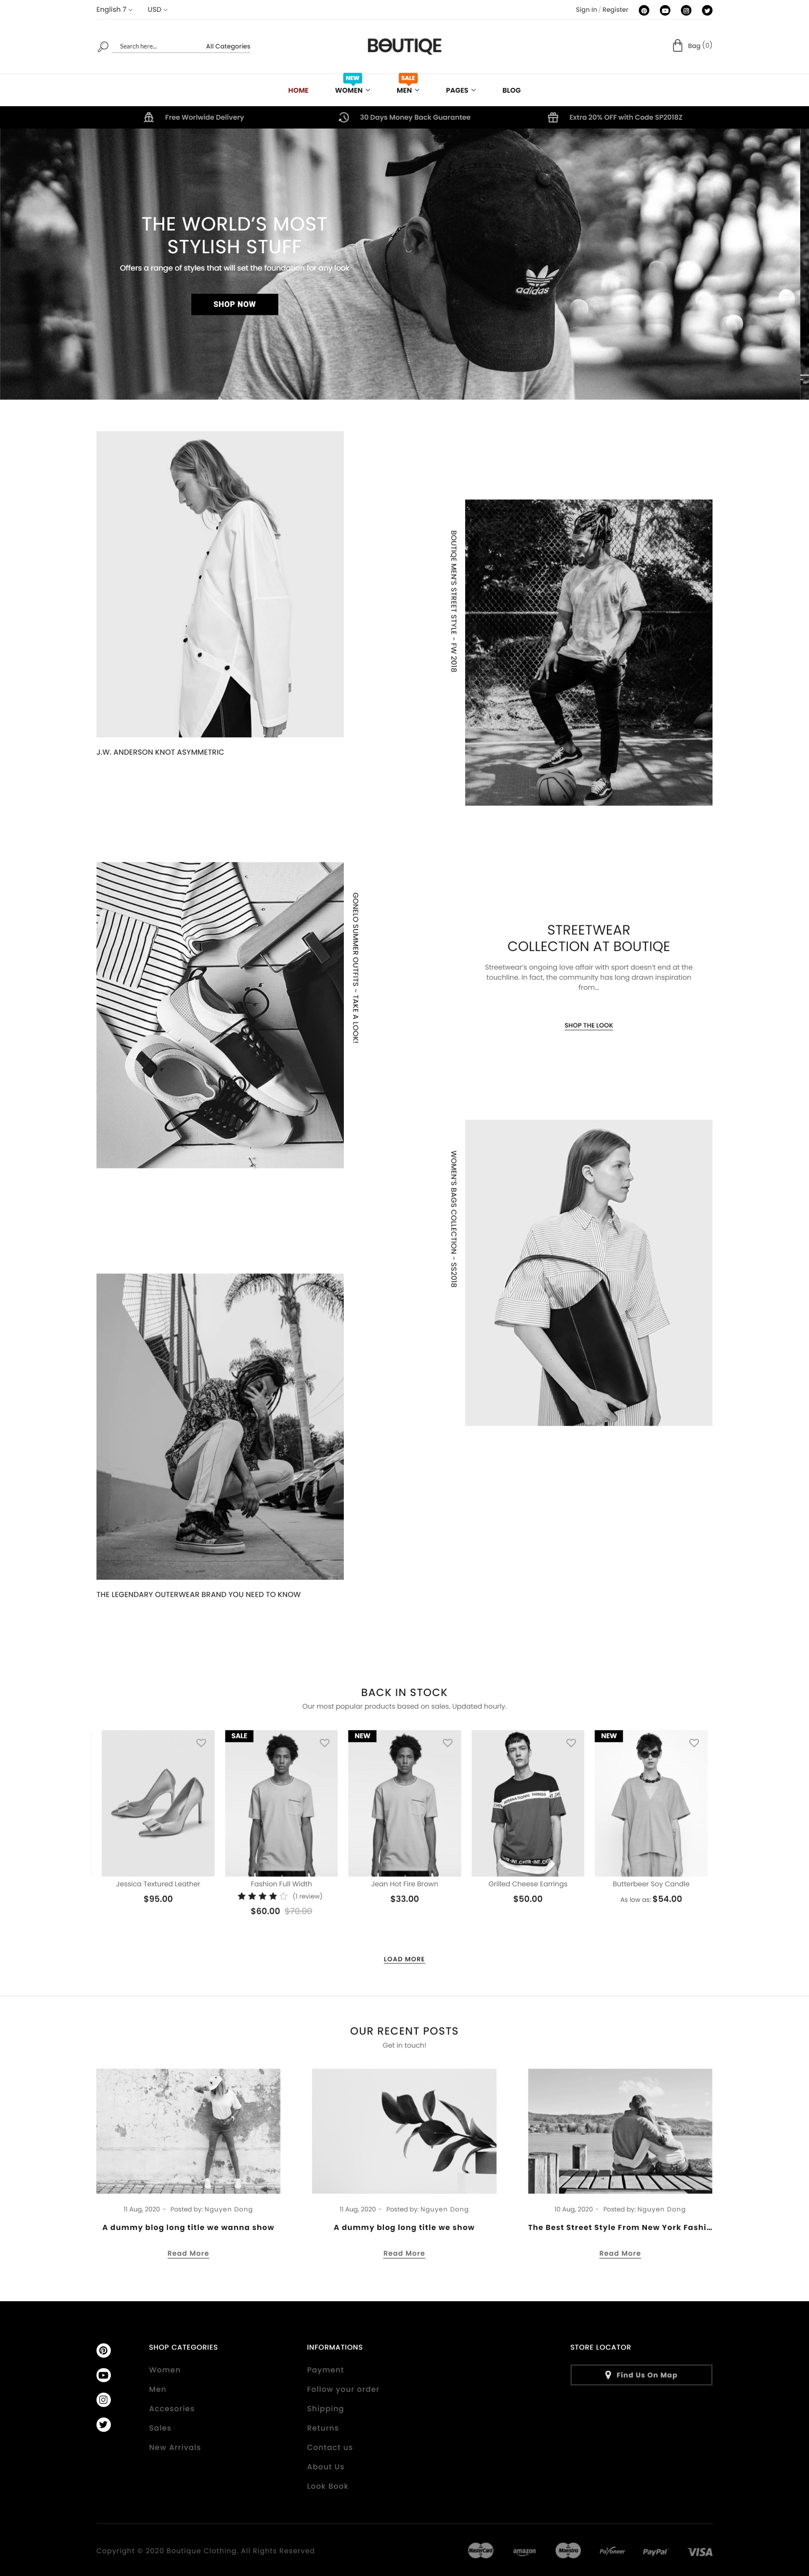 English 7
USD
Sign In / Register
Search here...
All Categories
BOUTIQE
Bag (0)
NEW
SALE
HOME
WOMEN
MEN
PAGES
BLOG
Free Worlwide Delivery
30 Days Money Back Guarantee
Extra 20% OFF with Code SP2018Z
THE WORLD'S MOST
STYLISH STUFF
Offers a range of styles that will set the foundation for any look
SHOP NOW
adidas
J.W. ANDERSON KNOT ASYMMETRIC
BOUTIQE MEN'S STREET STYLE - FW 2018
GONELO SUMMER OUTFITS - TAKE A LOOK!
STREETWEAR
COLLECTION AT BOUTIQE
Streetwear's ongoing love affair with sport doesn't end at the
touchline. In fact, the community has long drawn inspiration
from...
SHOP THE LOOK
WOMEN'S BAGS COLLECTION - SS2018
THE LEGENDARY OUTERWEAR BRAND YOU NEED TO KNOW
BACK IN STOCK
Our most popular products based on sales. Updated hourly.
SALE
NEW
NEW
Jessica Textured Leather
$95.00
Fashion Full Width
(1 review)
$60.00 $70.00
Jean Hot Fire Brown
$33.00
Grilled Cheese Earrings
$50.00
Butterbeer Soy Candle
As low as: $54.00
LOAD MORE
OUR RECENT POSTS
Get in touch!
11 Aug, 2020 - Posted by: Nguyen Dong
A dummy blog long title we wanna show
Read More
11 Aug, 2020 - Posted by: Nguyen Dong
A dummy blog long title we show
Read More
10 Aug, 2020 - Posted by: Nguyen Dong
The Best Street Style From New York Fashi...
Read More
SHOP CATEGORIES
Women
Men
Accesories
Sales
New Arrivals
INFORMATIONS
Payment
Follow your order
Shipping
Returns
Contact us
About Us
Look Book
STORE LOCATOR
Find Us On Map
Copyright © 2020 Boutique Clothing. All Rights Reserved
MasterCard
amazon
Maestro
Payoneer
PayPal
VISA